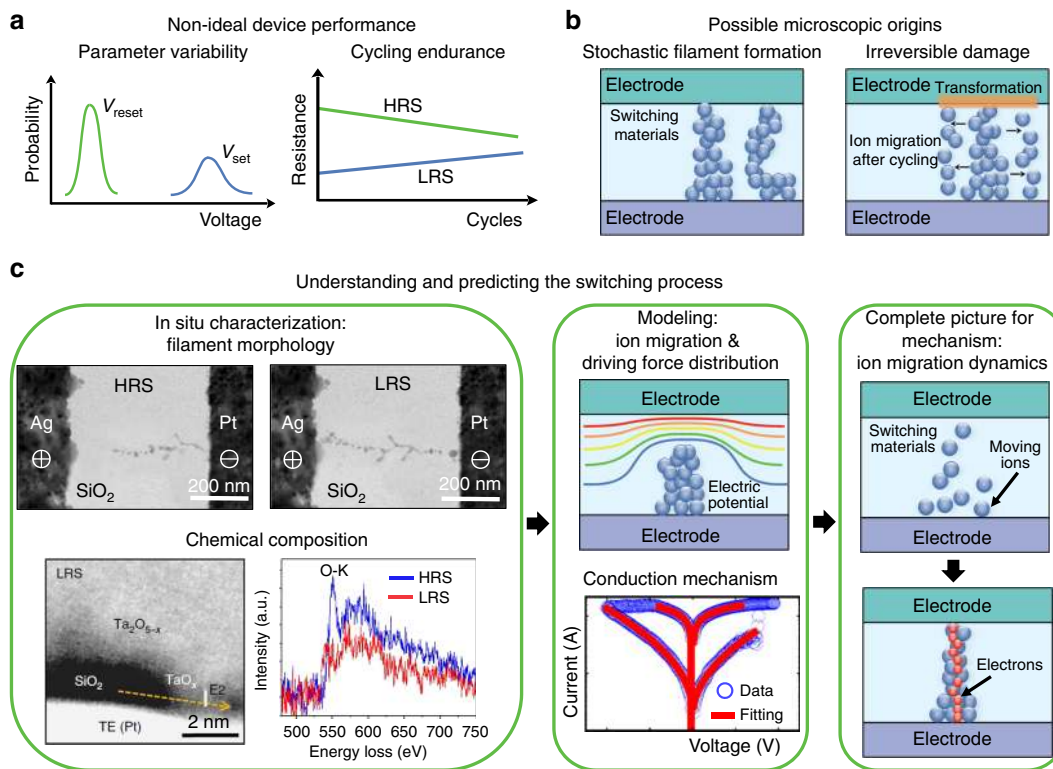 a
Non-ideal device performance
Parameter variability
Cycling endurance
Probability
Vreset
Vset
Voltage
Resistance
HRS
LRS
Cycles
b
Possible microscopic origins
Stochastic filament formation
Irreversible damage
Electrode
Switching
materials
Electrode
Electrode
Transformation
Ion migration
after cycling
Electrode
c
Understanding and predicting the switching process
In situ characterization:
filament morphology
HRS
Ag
Pt
SiO2
200 nm
LRS
Ag
Pt
SiO2
200 nm
Chemical composition
LRS
Ta2O5–x
SiO2
TaOx
E2
2 nm
TE (Pt)
O-K
HRS
LRS
Intensity (a.u.)
500 550 600 650 700 750
Energy loss (eV)
Modeling:
ion migration &
driving force distribution
Electrode
Electric
potential
Electrode
Conduction mechanism
Current (A)
Data
Fitting
Voltage (V)
Complete picture for
mechanism:
ion migration dynamics
Electrode
Switching
materials
Moving
ions
Electrode
Electrode
Electrons
Electrode